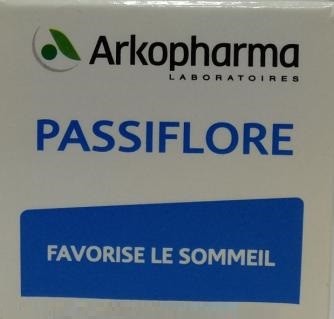 Arkopharma
LABORATOIRES
PASSIFLORE
FAVORISE LE SOMMEIL